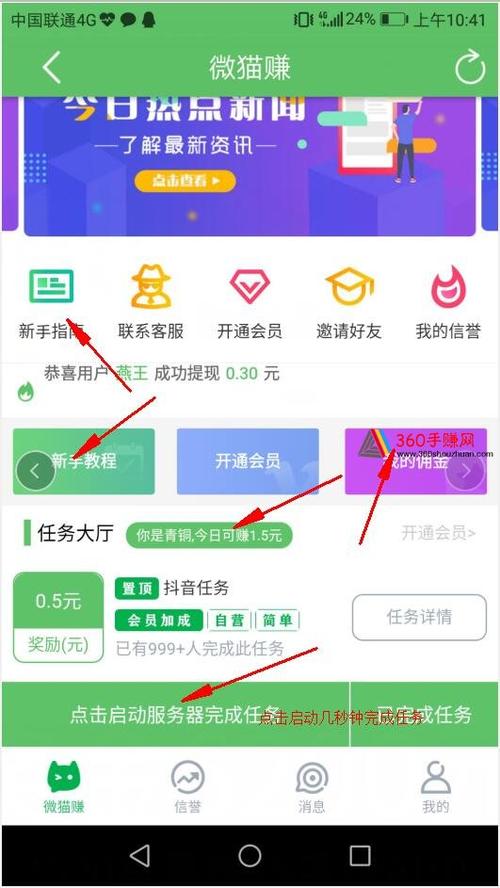 中国联通4G 4G 24% 上午10:41
微猫赚
今日热点新闻
—了解最新资讯—
点击查看
新手指南 联系客服 开通会员 邀请好友 我的信誉
恭喜用户 燕王 成功提现 0.30 元
新手教程 开通会员 我的佣金
360手赚网
www.360shouzhuan.com
任务大厅 你是青铜,今日可赚1.5元 开通会员>
0.5元
奖励(元)
置顶 抖音任务
会员加成 自营 简单
已有999+人完成此任务
任务详情
点击启动服务器完成任务 已完成任务
点击启动几秒钟完成任务
微猫赚 信誉 消息 我的